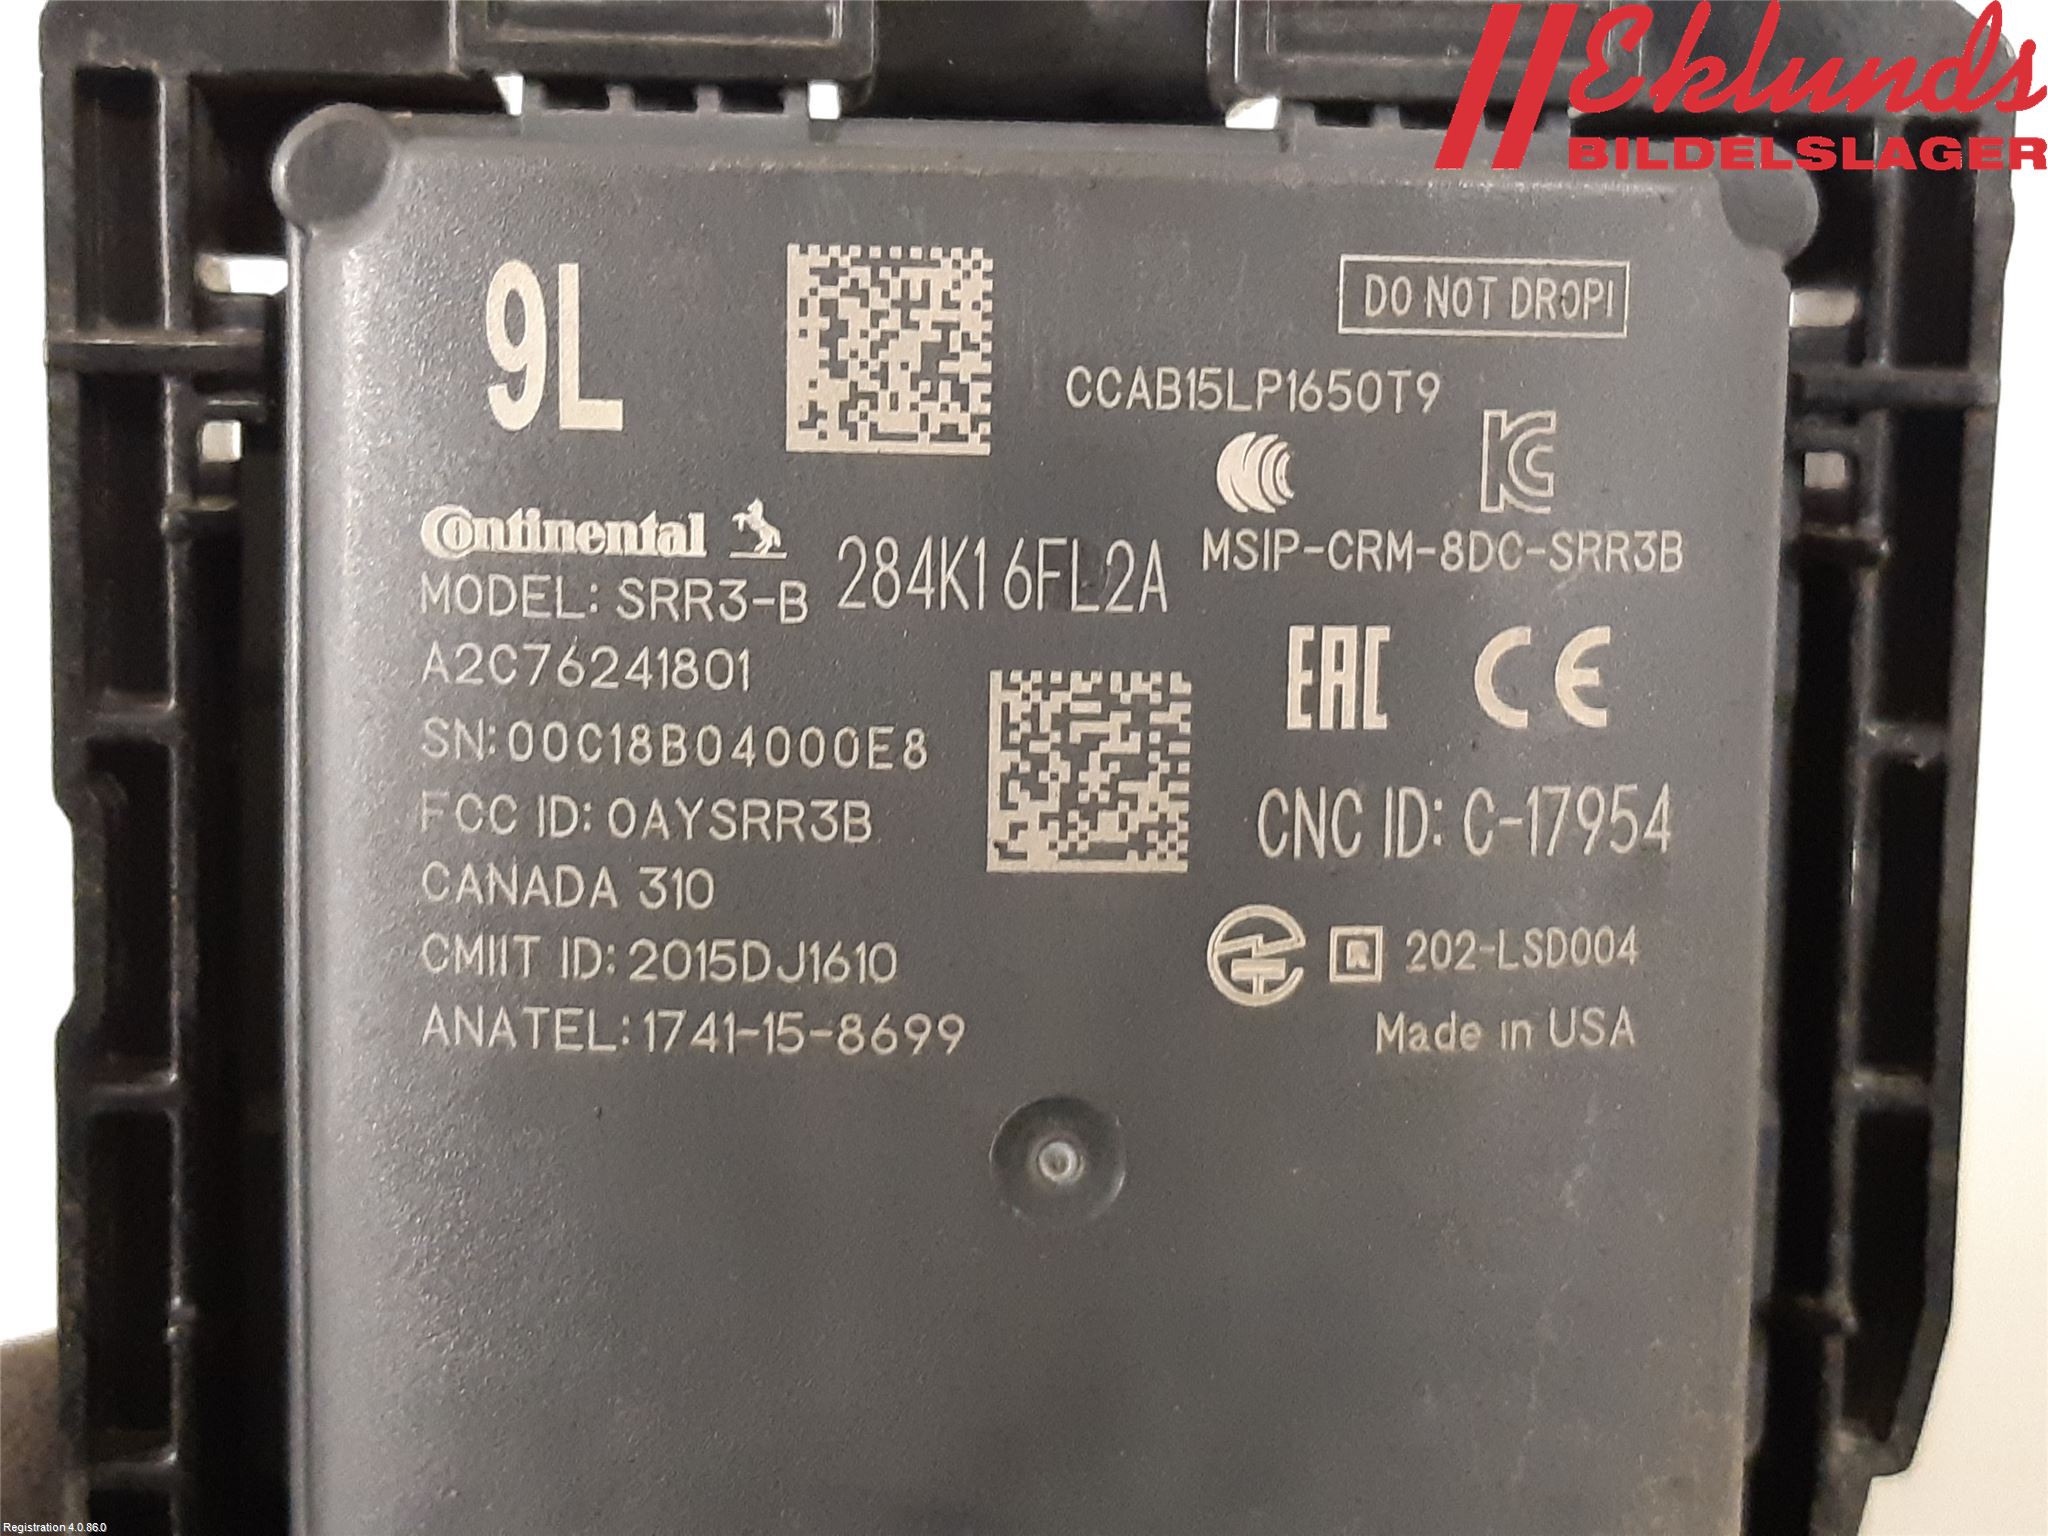 Eklunds
BILDELSLAGER
9L
DO NOT DROP!
CCAB15LP1650T9
Continental
MSIP-CRM-8DC-SRR3B
MODEL: SRR3-B
284K16FL2A
A2C76241801
SN:00C18B04000E8
EAC CE
FCC ID: OAYSRR3B
CNC ID: C-17954
CANADA 310
CMIIT ID: 2015DJ1610
R 202-LSD004
ANATEL: 1741-15-8699
Made in USA
Registration 4.0.86.0